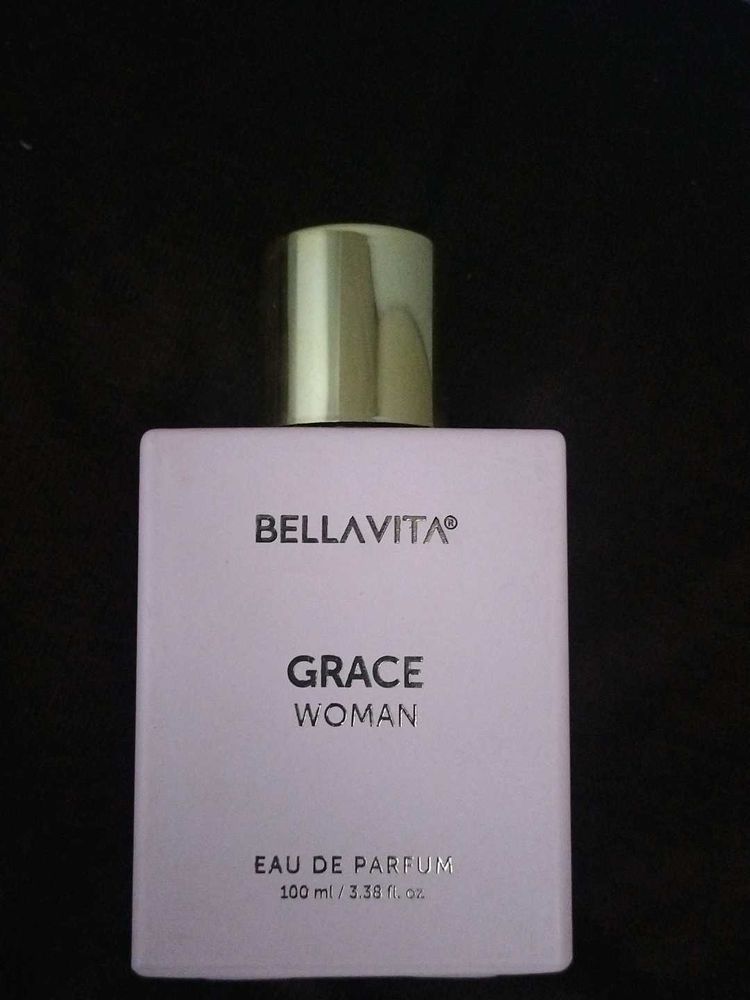 BELLAVITA®
GRACE
WOMAN
EAU DE PARFUM
100 ml / 3.38 fl. oz.